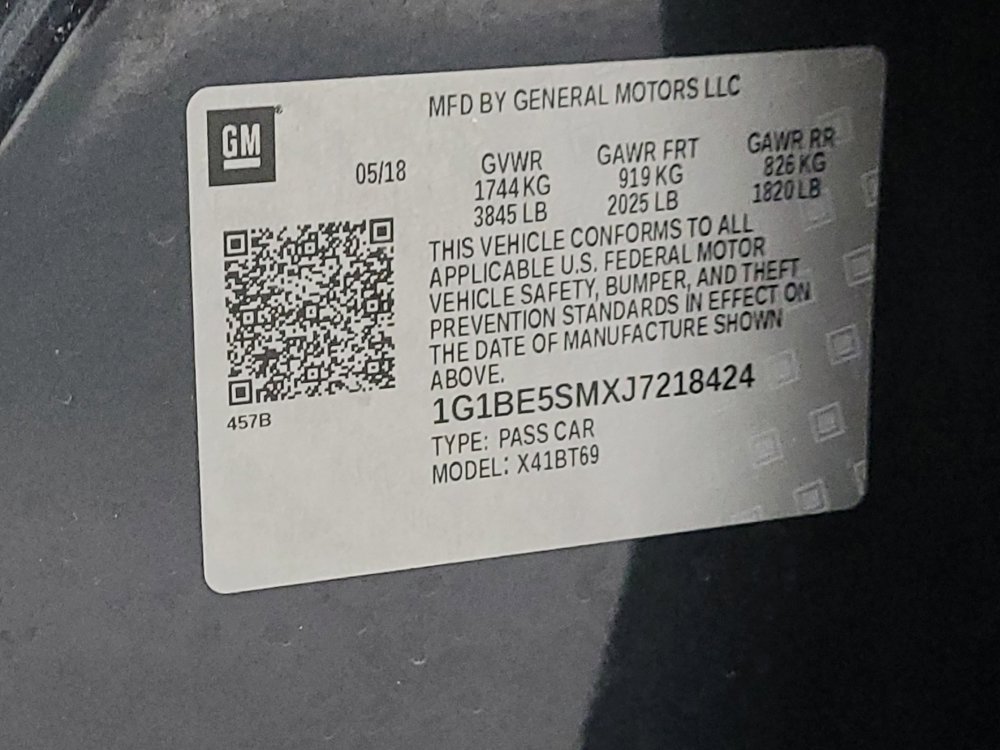 GM
MFD BY GENERAL MOTORS LLC
05/18
GVWR
1744 KG
3845 LB
GAWR FRT
919 KG
2025 LB
GAWR RR
826 KG
1820 LB
THIS VEHICLE CONFORMS TO ALL
APPLICABLE U.S. FEDERAL MOTOR
VEHICLE SAFETY, BUMPER, AND THEFT
PREVENTION STANDARDS IN EFFECT ON
THE DATE OF MANUFACTURE SHOWN
ABOVE.
1G1BE5SMXJ7218424
TYPE: PASS CAR
MODEL: X41BT69
457B